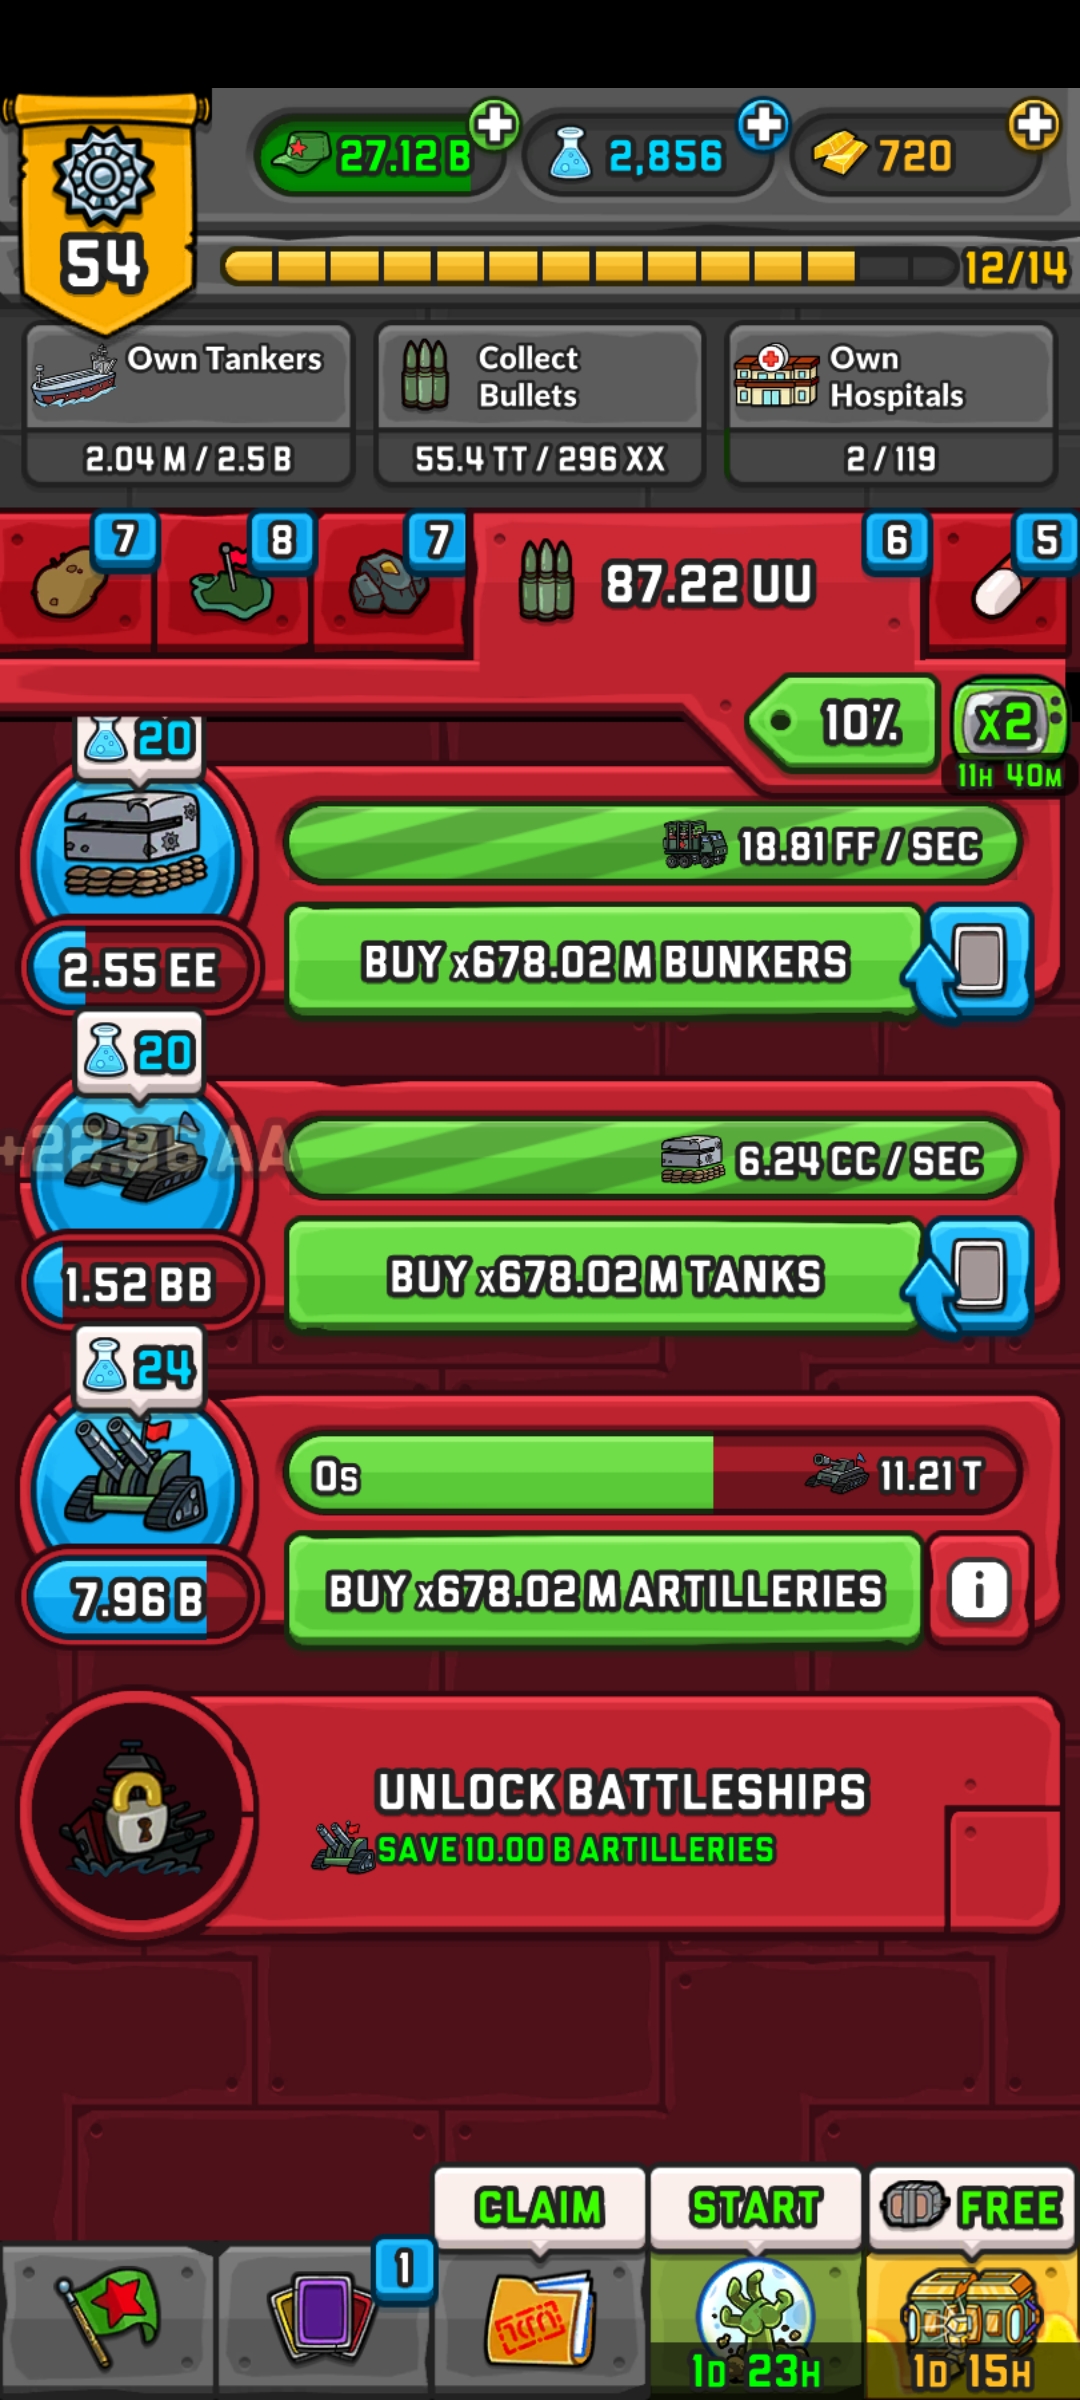 27.12 B
2,856
720
54
12/14
Own Tankers
2.04 M / 2.5 B
Collect
Bullets
55.4 TT / 296 XX
Own
Hospitals
2 / 119
7
8
7
87.22 UU
6
5
10%
x2
11H 40M
20
18.81 FF / SEC
BUY x678.02 M BUNKERS
2.55 EE
20
+22.96 AA
6.24 CC / SEC
BUY x678.02 M TANKS
1.52 BB
24
0s
11.21 T
BUY x678.02 M ARTILLERIES
i
7.96 B
UNLOCK BATTLESHIPS
SAVE 10.00 B ARTILLERIES
CLAIM
START
FREE
1
1D 23H
1D 15H